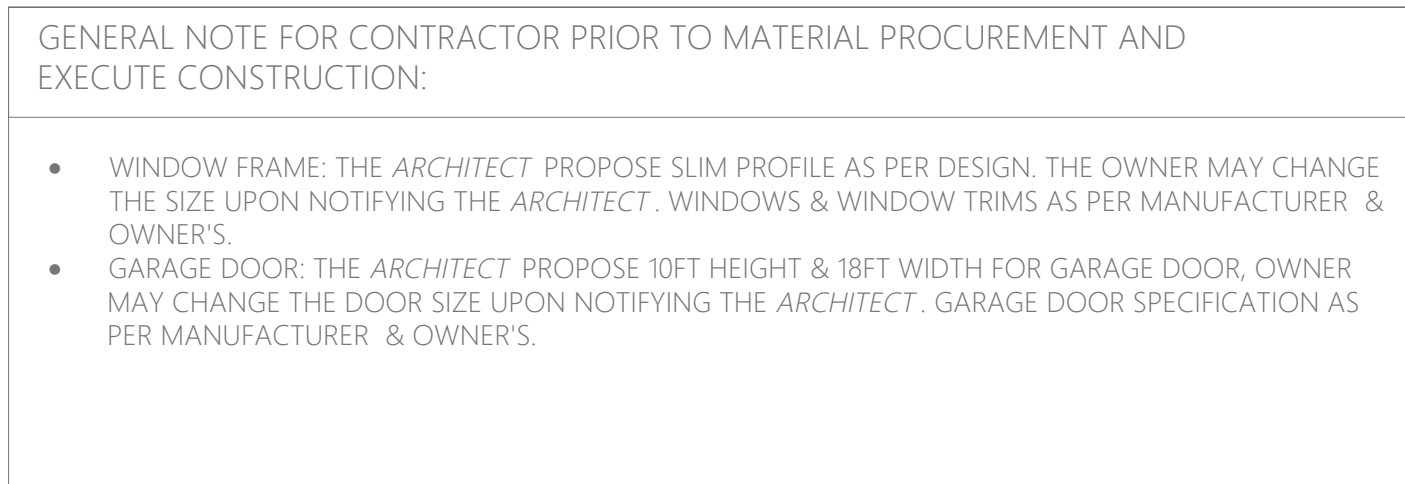 GENERAL NOTE FOR CONTRACTOR PRIOR TO MATERIAL PROCUREMENT AND
EXECUTE CONSTRUCTION:
● WINDOW FRAME: THE ARCHITECT PROPOSE SLIM PROFILE AS PER DESIGN. THE OWNER MAY CHANGE
THE SIZE UPON NOTIFYING THE ARCHITECT. WINDOWS & WINDOW TRIMS AS PER MANUFACTURER & 
OWNER'S.
● GARAGE DOOR: THE ARCHITECT PROPOSE 10FT HEIGHT & 18FT WIDTH FOR GARAGE DOOR, OWNER
MAY CHANGE THE DOOR SIZE UPON NOTIFYING THE ARCHITECT. GARAGE DOOR SPECIFICATION AS
PER MANUFACTURER & OWNER'S.